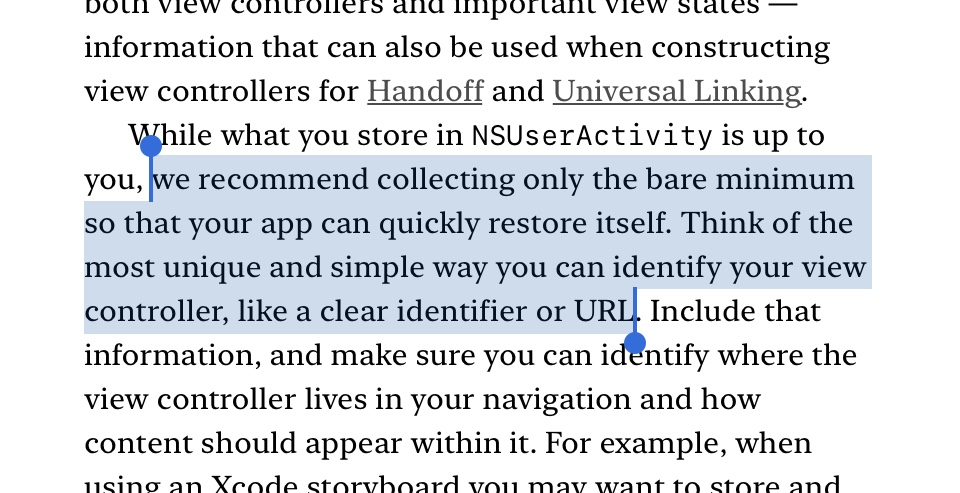 both view controllers and important view states —
information that can also be used when constructing
view controllers for Handoff and Universal Linking.
While what you store in NSUserActivity is up to
you, we recommend collecting only the bare minimum
so that your app can quickly restore itself. Think of the
most unique and simple way you can identify your view
controller, like a clear identifier or URL. Include that
information, and make sure you can identify where the
view controller lives in your navigation and how
content should appear within it. For example, when
using an Xcode storyboard you may want to store and